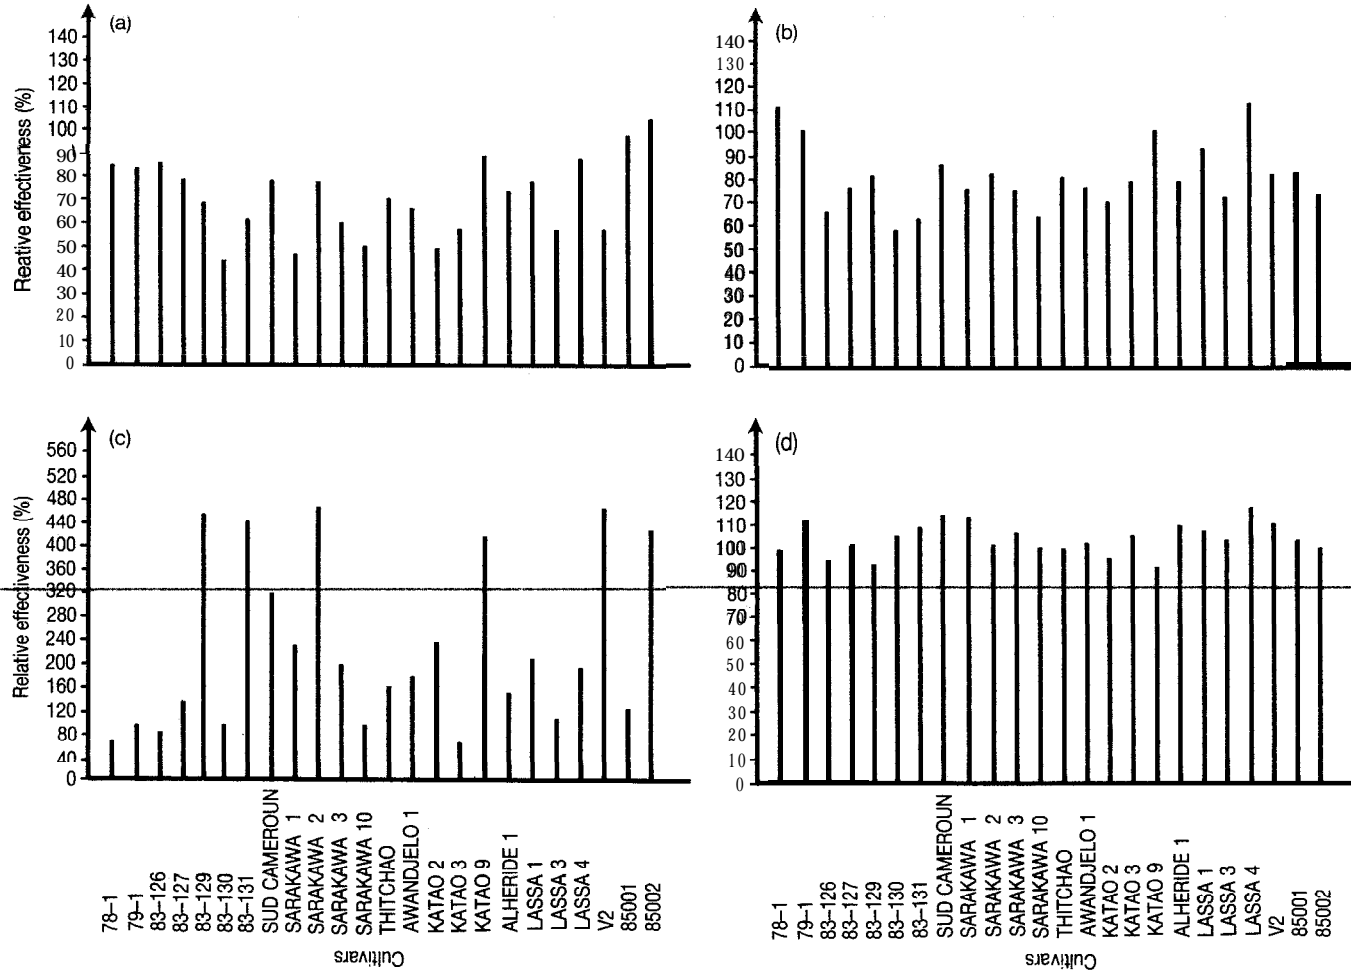 (a)
Reative effectiveness (%)
140
130
120
110
100
90
80
70
60
50
40
30
20
10
0
(b)
140
130
120
110
100
90
80
70
60
50
40
30
20
10
0
(c)
Relative effectiveness (%)
560
520
480
440
400
360
320
280
240
200
160
120
80
40
0
78–1
79–1
83–126
83–127
83–129
83–130
83–131
SUD CAMEROUN
SARAKAWA 1
SARAKAWA 2
SARAKAWA 3
SARAKAWA 10
THITCHAO
AWANDJELO 1
KATAO 2
KATAO 3
KATAO 9
ALHERIDE 1
LASSA 1
LASSA 3
LASSA 4
V2
85001
85002
Cultivars
(d)
140
130
120
110
100
90
80
70
60
50
40
30
20
10
0
78–1
79–1
83–126
83–127
83–129
83–130
83–131
SUD CAMEROUN
SARAKAWA 1
SARAKAWA 2
SARAKAWA 3
SARAKAWA 10
THITCHAO
AWANDJELO 1
KATAO 2
KATAO 3
KATAO 9
ALHERIDE 1
LASSA 1
LASSA 3
LASSA 4
V2
85001
85002
Cultivars